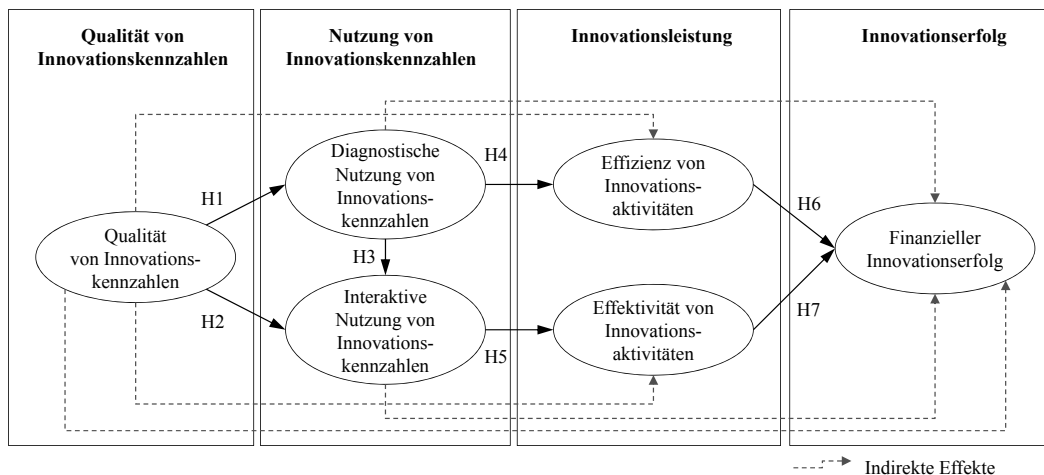 Qualität von
Innovationskennzahlen
Nutzung von
Innovationskennzahlen
Innovationsleistung
Innovationserfolg
Diagnostische
Nutzung von
Innovations-
kennzahlen
H4
Effizienz von
Innovations-
aktivitäten
H1
H6
Qualität
von Innovations-
kennzahlen
H3
Finanzieller
Innovationserfolg
H2
Interaktive
Nutzung von
Innovations-
kennzahlen
H5
Effektivität von
Innovations-
aktivitäten
H7
Indirekte Effekte